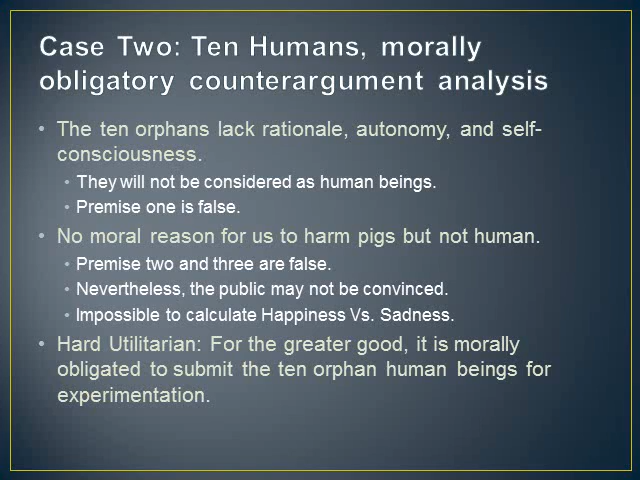 Case Two: Ten Humans, morally
obligatory counterargument analysis
• The ten orphans lack rationale, autonomy, and self-
consciousness.
• They will not be considered as human beings.
• Premise one is false.
• No moral reason for us to harm pigs but not human.
• Premise two and three are false.
• Nevertheless, the public may not be convinced.
• Impossible to calculate Happiness Vs. Sadness.
• Hard Utilitarian: For the greater good, it is morally
obligated to submit the ten orphan human beings for
experimentation.